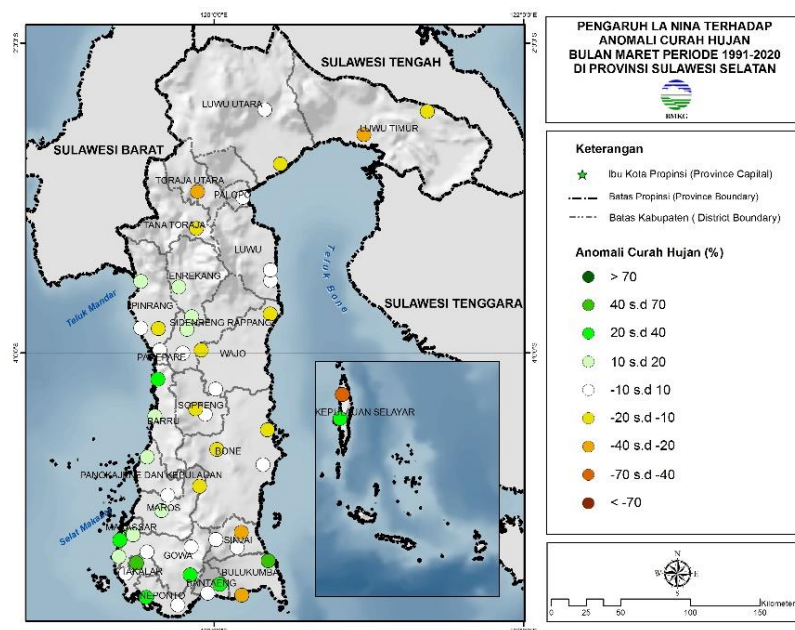 120°0'0"E
PENGARUH LA NINA TERHADAP
ANOMALI CURAH HUJAN
BULAN MARET PERIODE 1991-2020
DI PROVINSI SULAWESI SELATAN
BMKG
SULAWESI TENGAH
LUWU UTARA
LUWU TIMUR
SULAWESI BARAT
TORAJA UTARA
PALOPO
TANA TORAJA
LUWU
Teluk Bone
ENREKANG
Teluk Mandar
PINRANG
SULAWESI TENGGARA
SIDENRENG RAPPANG
PAREPARE
WAJO
4°0'0"S
SOPPENG
BARRU
KEPULAUAN SELAYAR
BONE
PANGKAJENE DAN KEPULAUAN
MAROS
MAKASSAR
SINJAI
GOWA
TAKALAR
BULUKUMBA
BANTAENG
JENEPONTO
Keterangan
Ibu Kota Propinsi (Province Capital)
Batas Propinsi (Province Boundary)
Batas Kabupaten ( District Boundary)
Anomali Curah Hujan (%)
> 70
40 s.d 70
20 s.d 40
10 s.d 20
-10 s.d 10
-20 s.d -10
-40 s.d -20
-70 s.d -40
< -70
N
W E
S
0 25 50 100 150
Kilometer